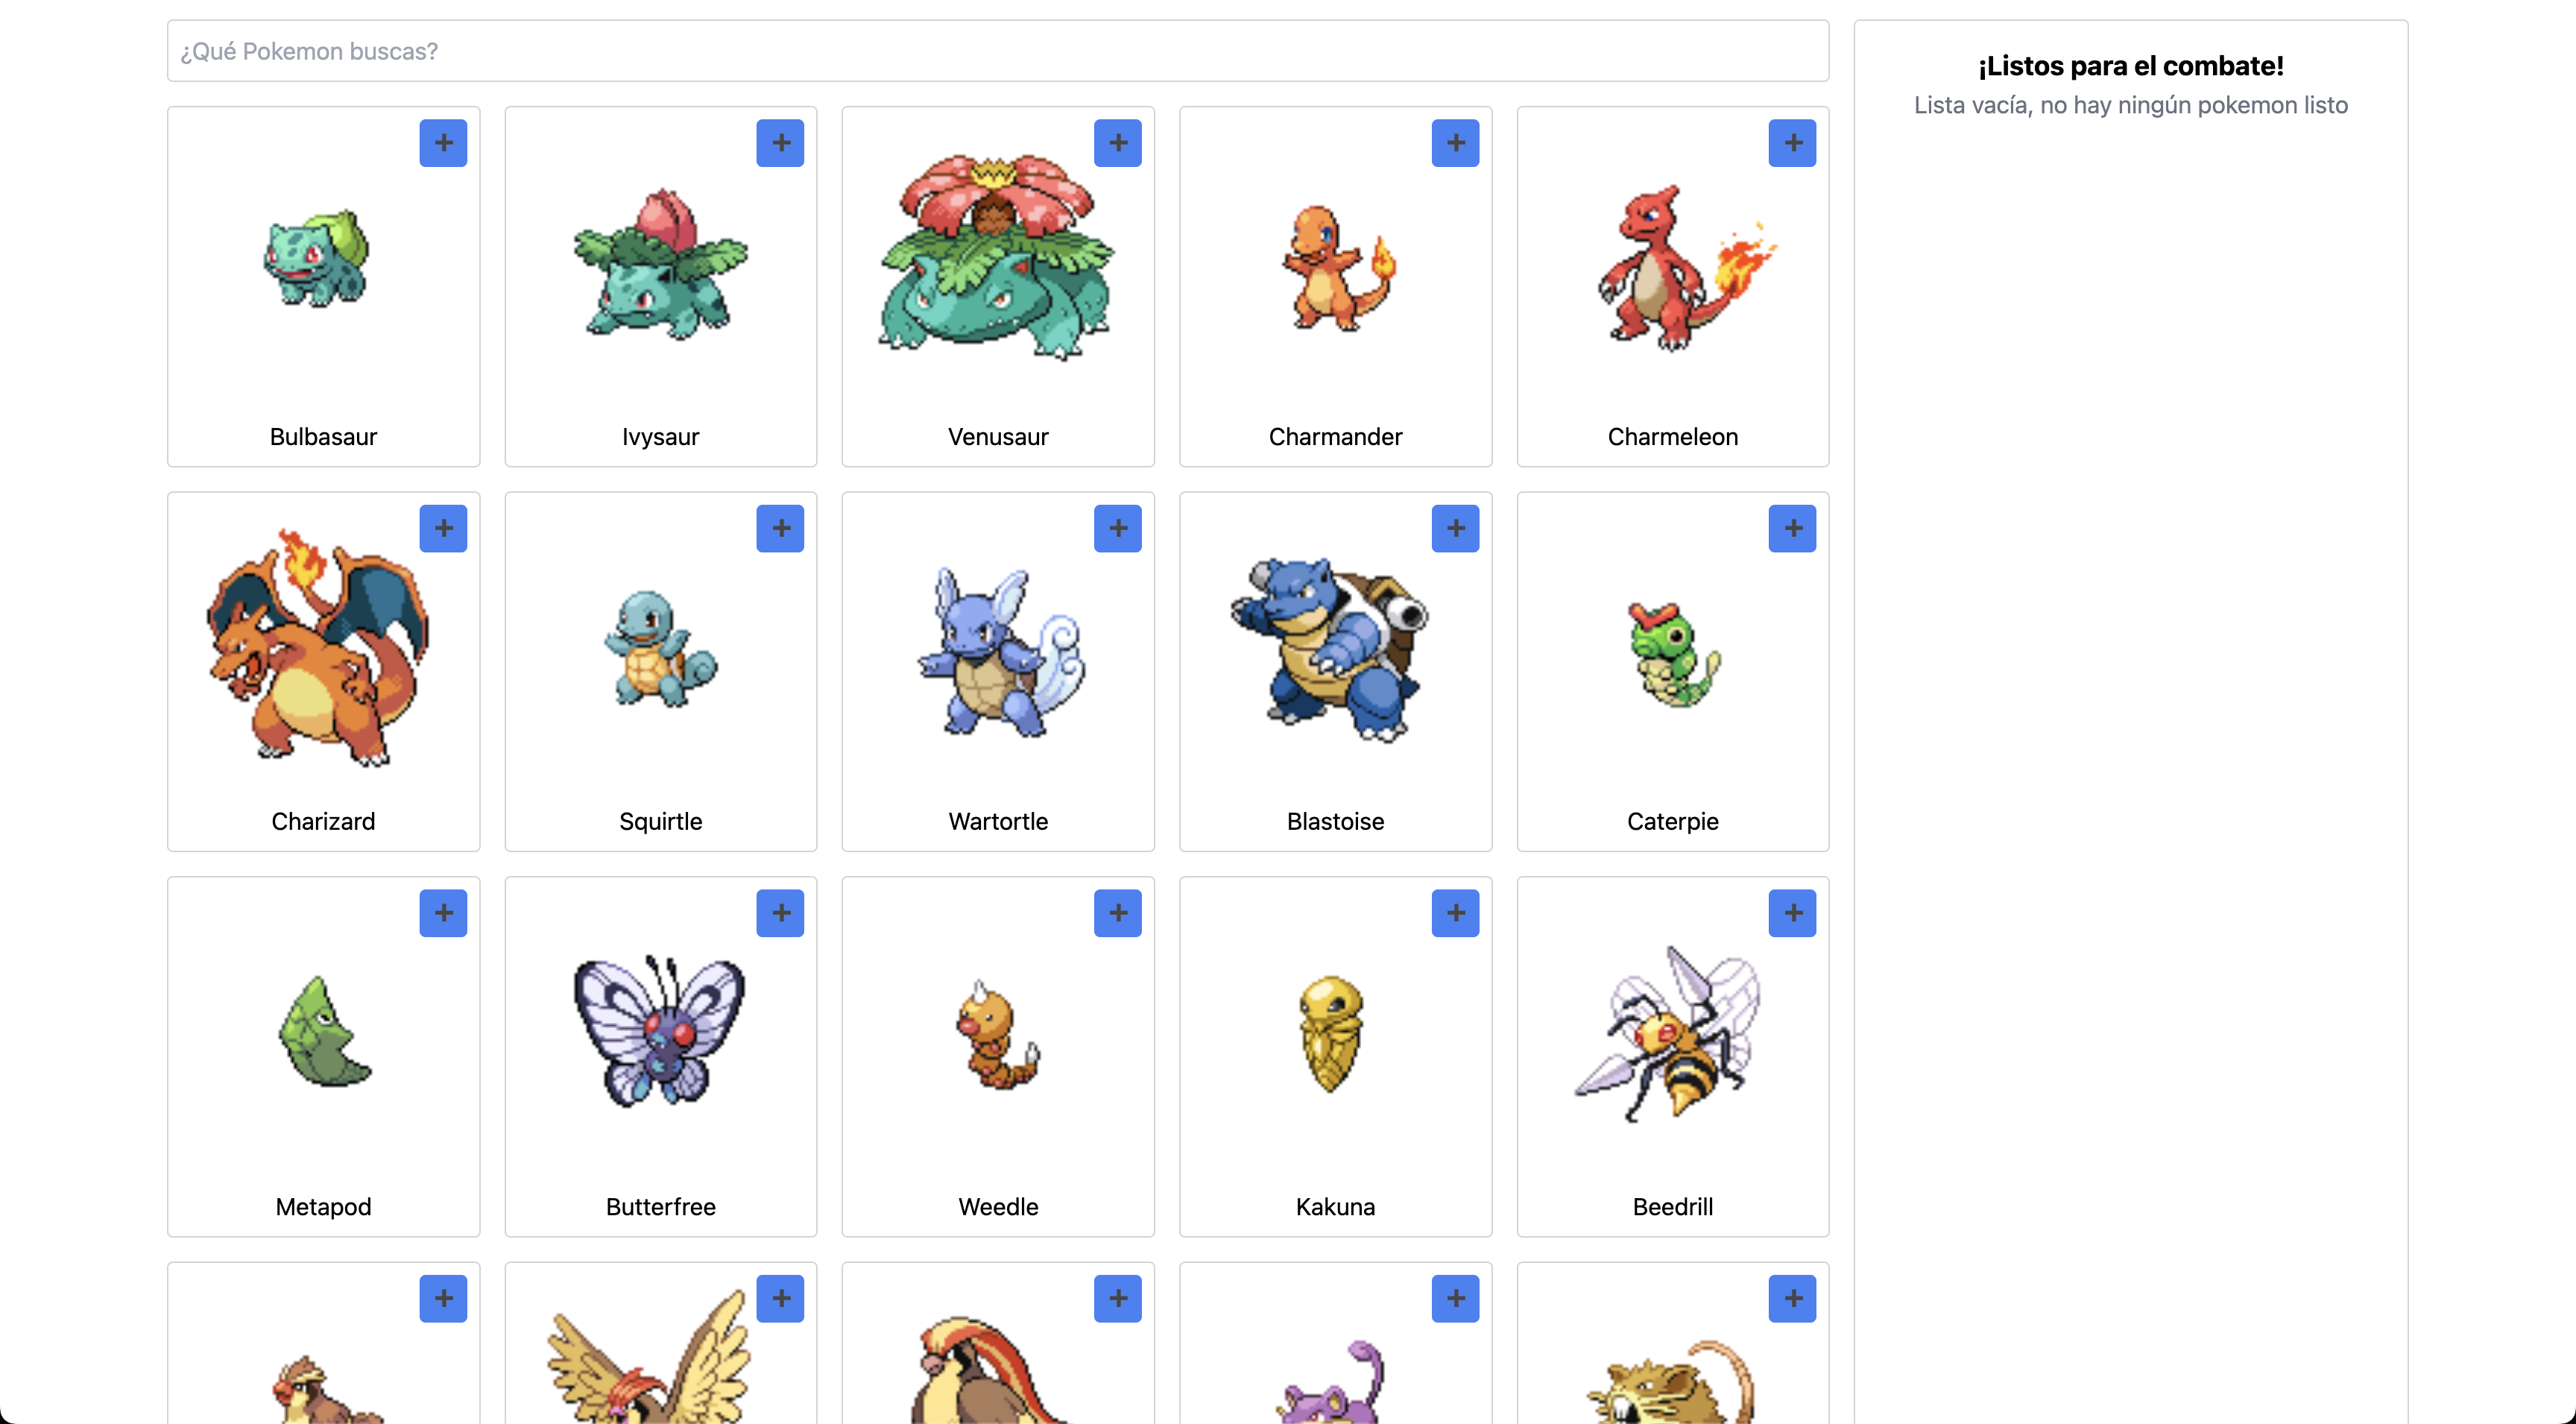 ¿Qué Pokemon buscas?
+
+
+
+
+
Bulbasaur
Ivysaur
Venusaur
Charmander
Charmeleon
+
+
+
+
+
Charizard
Squirtle
Wartortle
Blastoise
Caterpie
+
+
+
+
+
Metapod
Butterfree
Weedle
Kakuna
Beedrill
+
+
+
+
+
¡Listos para el combate!
Lista vacía, no hay ningún pokemon listo